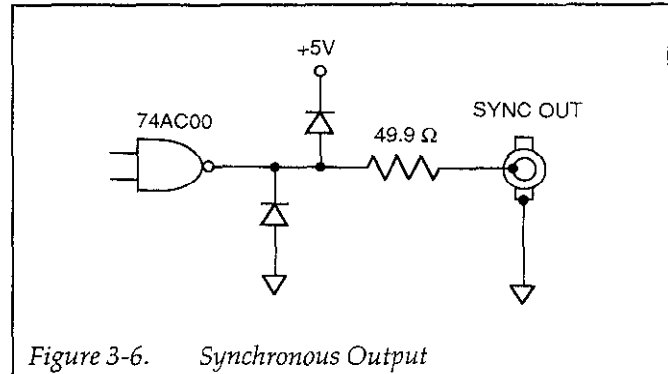 +5V
74AC00
49.9 Ω
SYNC OUT
Figure 3-6. Synchronous Output